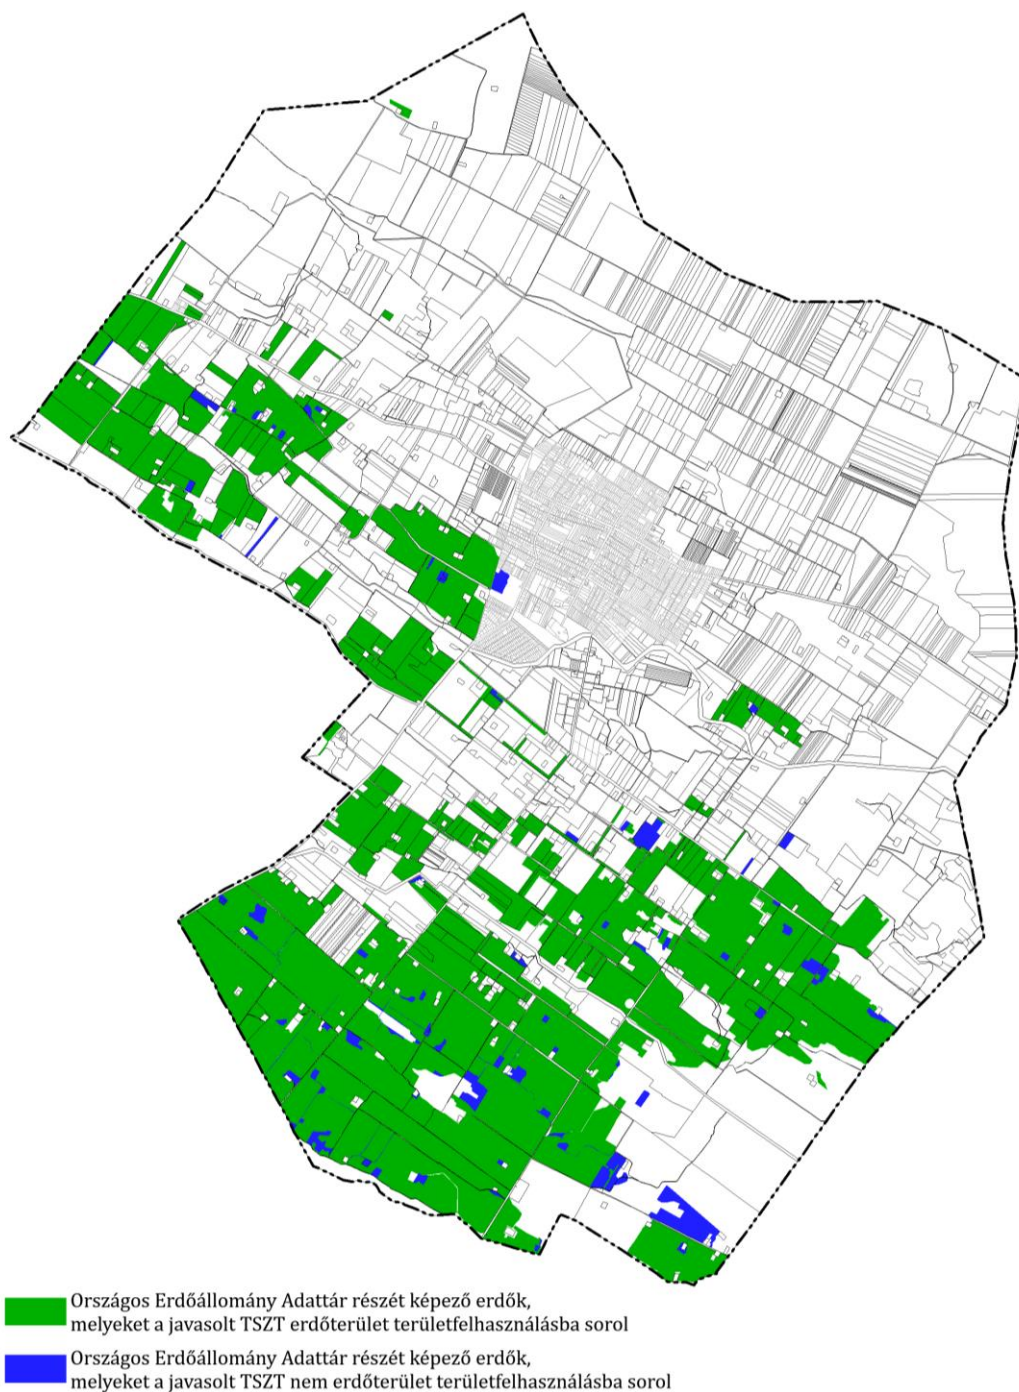 Országos Erdőállomány Adattár részét képező erdők,
melyeket a javasolt TSZT erdőterület területfelhasználásba sorol
Országos Erdőállomány Adattár részét képező erdők,
melyeket a javasolt TSZT nem erdőterület területfelhasználásba sorol